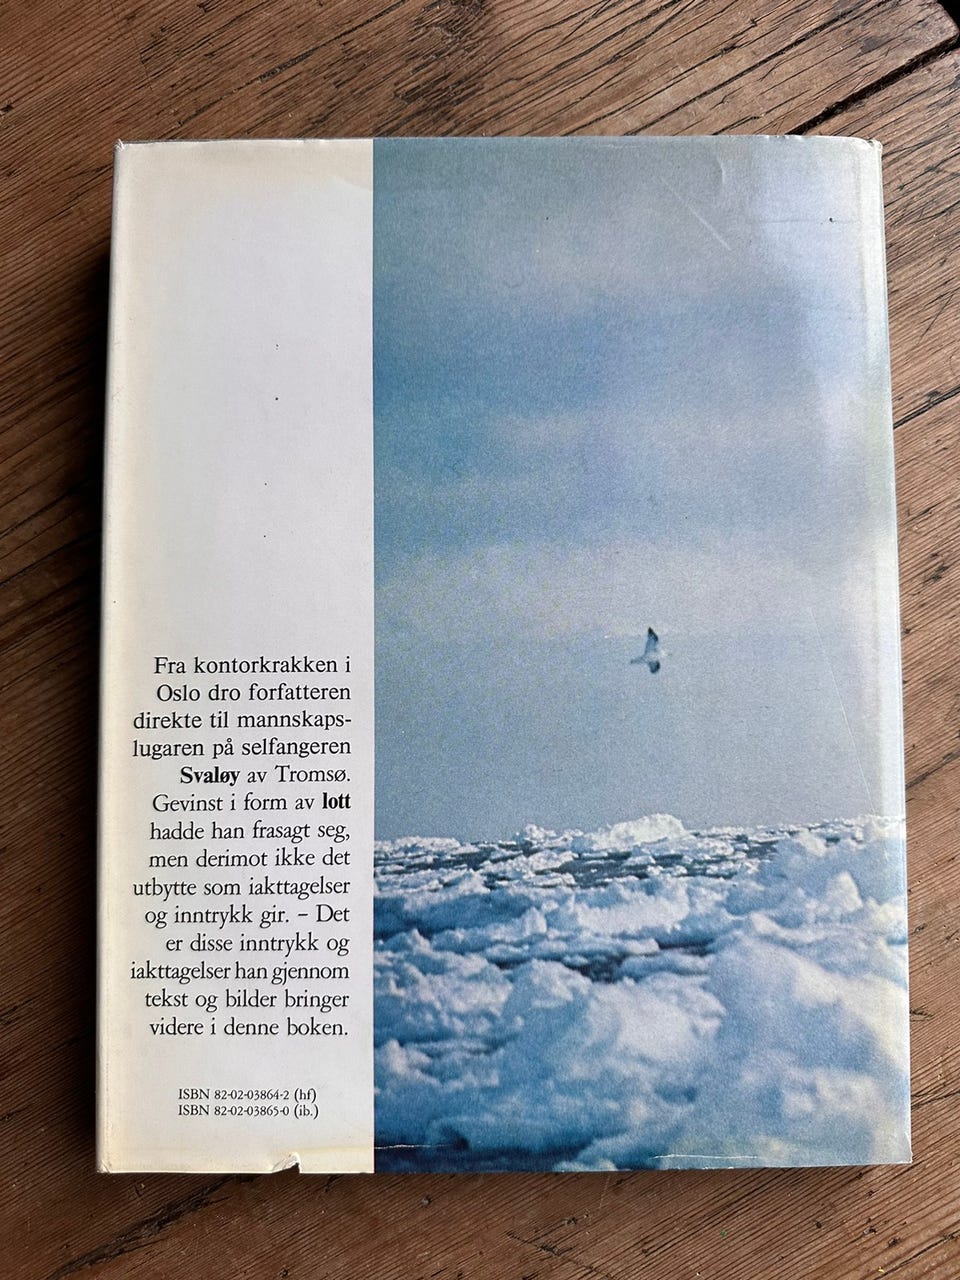 Fra kontorkrakken i
Oslo dro forfatteren
direkte til mannskaps-
lugaren på selfangeren
Svaløy av Tromsø.
Gevinst i form av lott
hadde han frasagt seg,
men derimot ikke det
utbytte som iakttagelser
og inntrykk gir. – Det
er disse inntrykk og
iakttagelser han gjennom
tekst og bilder bringer
videre i denne boken.
ISBN 82-02-03864-2 (hf)
ISBN 82-02-03865-0 (ib.)